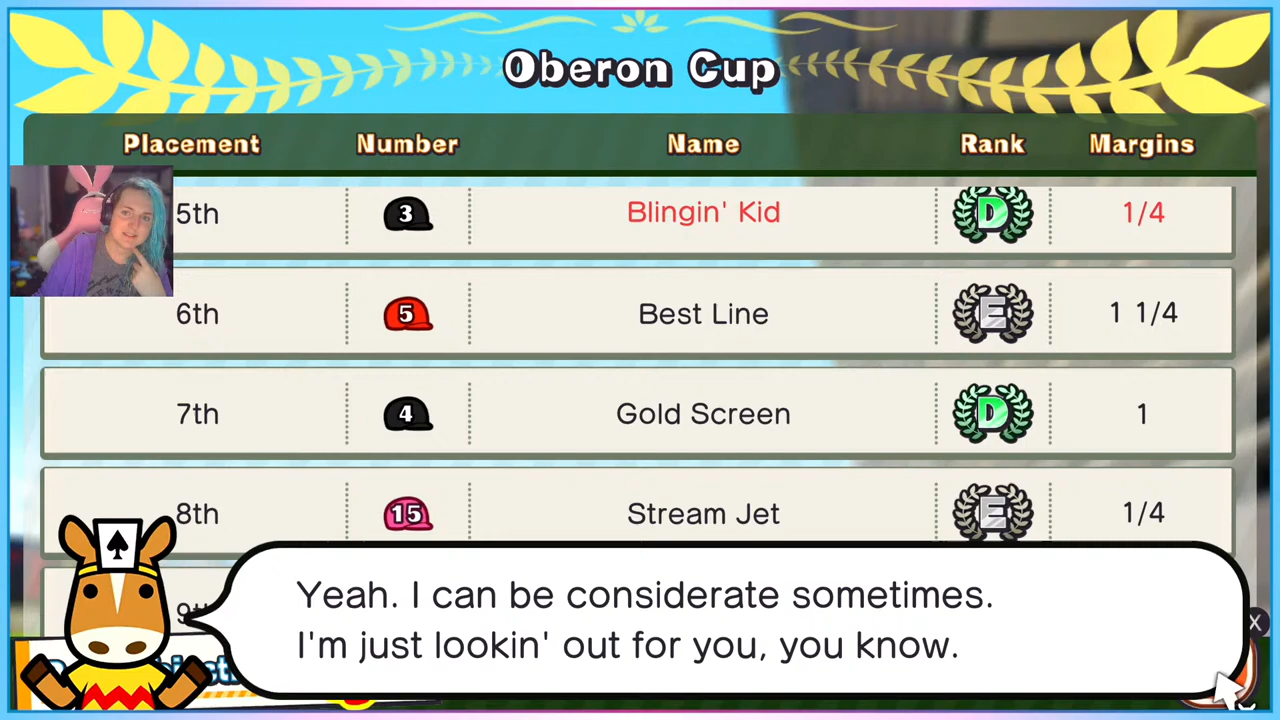 Oberon Cup
Placement Number Name Rank Margins
5th 3 Blingin' Kid D 1/4
6th 5 Best Line E 1 1/4
7th 4 Gold Screen D 1
8th 15 Stream Jet E 1/4
Yeah. I can be considerate sometimes.
I'm just lookin' out for you, you know.
X